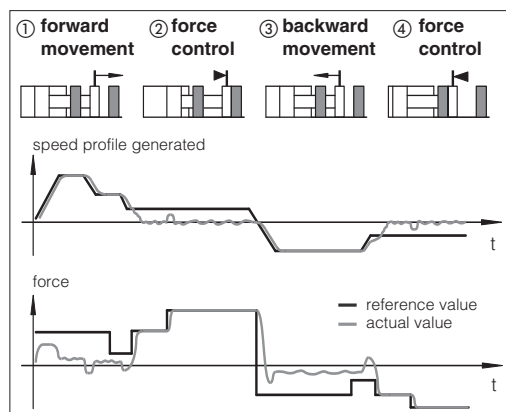 ① forward movement
② force control
③ backward movement
④ force control
speed profile generated
t
force
reference value
actual value
t